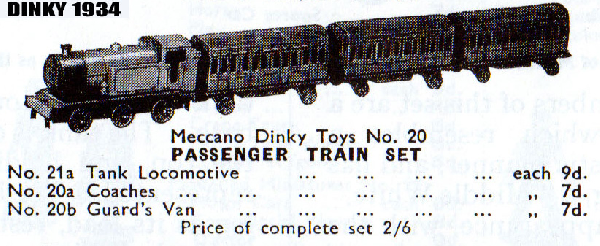 DINKY 1934
Meccano Dinky Toys No. 20
PASSENGER TRAIN SET
No. 21a Tank Locomotive ... ... ... ... each 9d.
No. 20a Coaches ... ... ... ... ... ... „ 7d.
No. 20b Guard's Van ... ... ... ... ... „ 7d.
Price of complete set 2/6